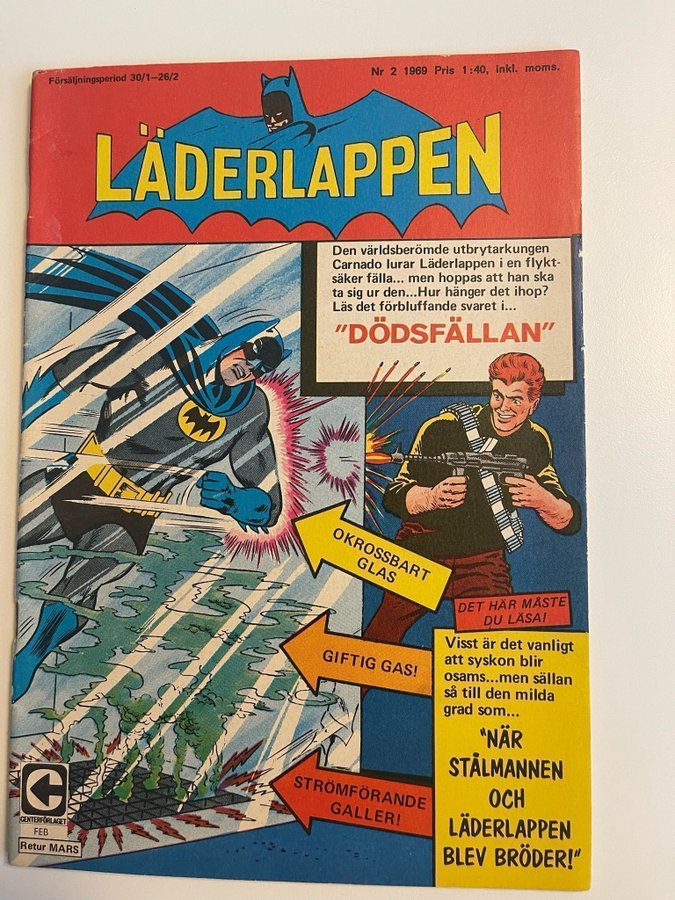 Försäljningsperiod 30/1–26/2
Nr 2 1969 Pris 1:40, inkl. moms.
LÄDERLAPPEN
Den världsberömde utbrytarkungen
Carnado lurar Läderlappen i en flykt-
säker fälla... men hoppas att han ska
ta sig ur den...Hur hänger det ihop?
Läs det förbluffande svaret i...
"DÖDSFÄLLAN"
OKROSSBART
GLAS
GIFTIG GAS!
STRÖMFÖRANDE
GALLER!
DET HÄR MÅSTE
DU LÄSA!
Visst är det vanligt
att syskon blir
osams...men sällan
så till den milda
grad som...
"NÄR
STÅLMANNEN
OCH
LÄDERLAPPEN
BLEV BRÖDER!"
CENTERFÖRLAGET
FEB
Retur MARS